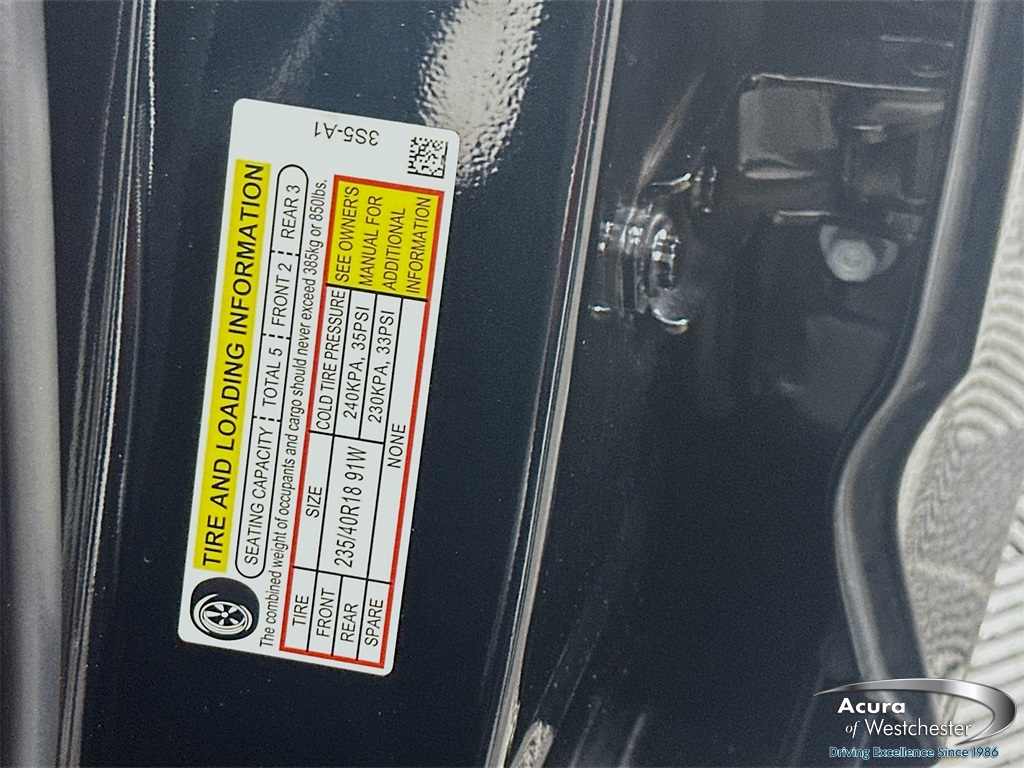 TIRE AND LOADING INFORMATION
SEATING CAPACITY TOTAL 5 FRONT 2 REAR 3
The combined weight of occupants and cargo should never exceed 385kg or 850lbs.
TIRE SIZE COLD TIRE PRESSURE
FRONT 235/40R18 91W 240KPA, 35PSI
REAR 230KPA, 33PSI
SPARE NONE
SEE OWNER'S
MANUAL FOR
ADDITIONAL
INFORMATION
3S5-A1
Acura
of Westchester
Driving Excellence Since 1986